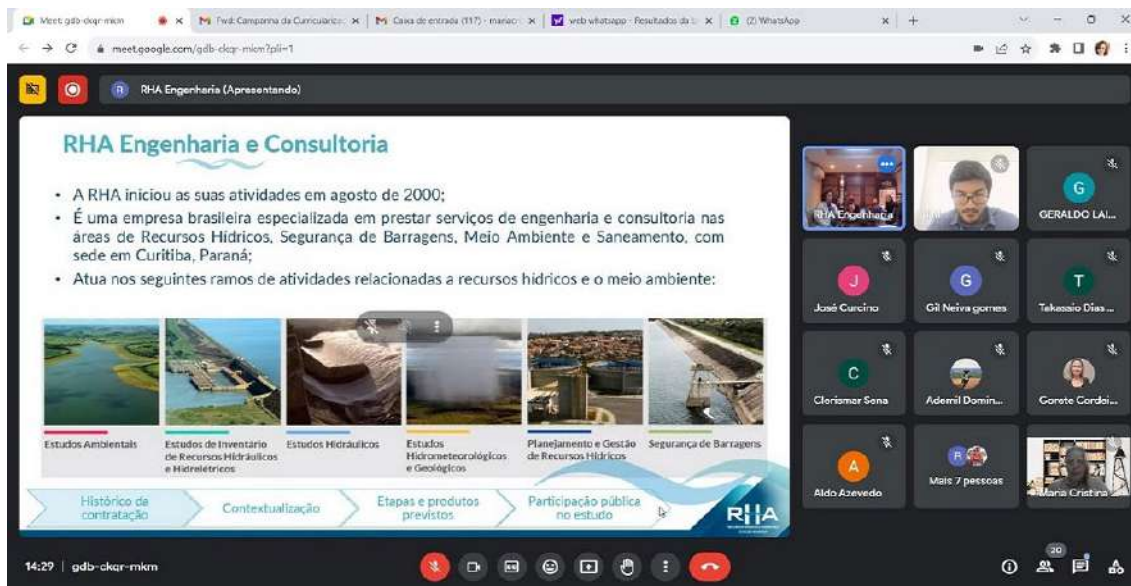 Meet: gdb-ckqr-mkm
Fwd: Campanha da Curricularização
Caixa de entrada (117) - mariac
web whatsapp - Resultados da
(2) WhatsApp
meet.google.com/gdb-ckqr-mkm?pli=1
R
RHA Engenharia (Apresentando)
RHA Engenharia e Consultoria
• A RHA iniciou as suas atividades em agosto de 2000;
• É uma empresa brasileira especializada em prestar serviços de engenharia e consultoria nas
áreas de Recursos Hídricos, Segurança de Barragens, Meio Ambiente e Saneamento, com
sede em Curitiba, Paraná;
• Atua nos seguintes ramos de atividades relacionadas a recursos hídricos e o meio ambiente:
Estudos Ambientais
Estudos de Inventário
de Recursos Hidráulicos
e Hidrelétricos
Estudos Hidráulicos
Estudos
Hidrometeorológicos
e Geológicos
Planejamento e Gestão
de Recursos Hídricos
Segurança de Barragens
Histórico da
contratação
Contextualização
Etapas e produtos
previstos
Participação pública
no estudo
RHA
RHA Engenharia
G
GERALDO LAI...
J
José Curcino
G
Gil Neiva gomes
T
Takassio Dias ...
C
Clerismar Sena
Ademil Domin...
Gorete Cordei...
A
Aldo Azevedo
R
Mais 7 pessoas
Maria Cristina
14:29 | gdb-ckqr-mkm
20